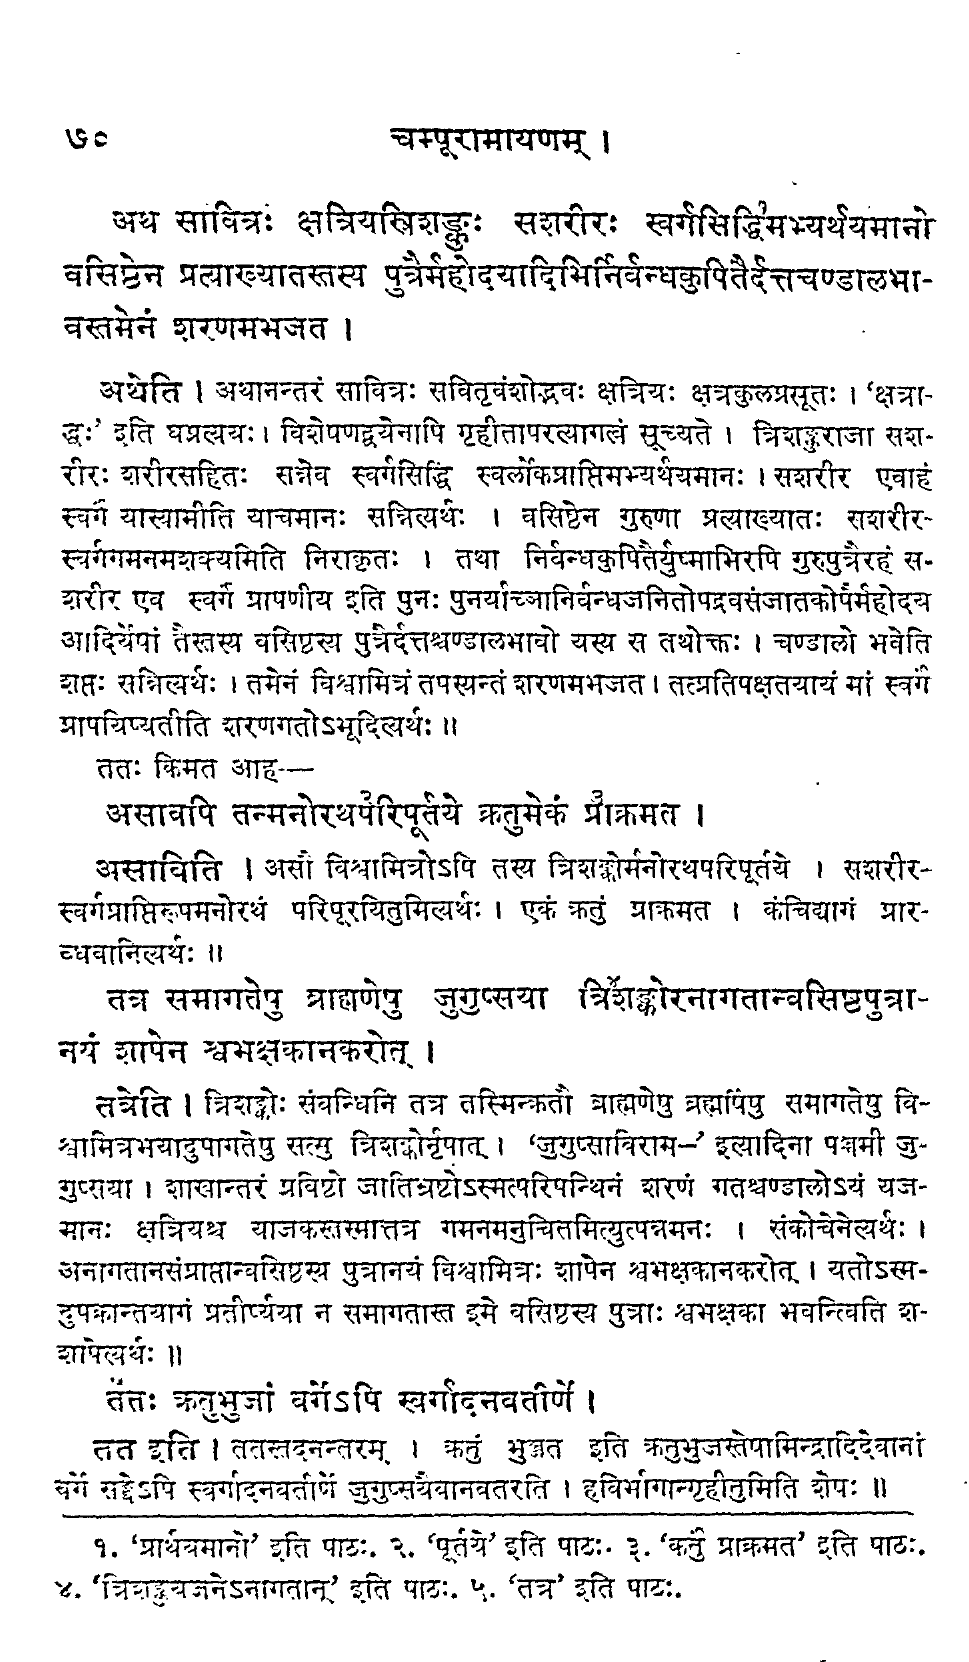 ७० चम्पूरामायणम् ।
अथ सावित्रः क्षत्रियस्त्रिशङ्कुः सशरीरः स्वर्गसिद्धिमभ्यर्थयमानो
वसिष्ठेन प्रत्याख्यातस्तस्य पुत्रैर्महोदयादिभिर्निर्बन्धकुपितैर्दत्तचण्डालभा-
वस्तमेनं शरणमभजत ।
अथेति । अथानन्तरं सावित्रः सवितृवंशोद्भवः क्षत्रियः क्षत्रकुलप्रसूतः । ‘क्षत्रा-
द्घः’ इति घप्रत्ययः। विशेषणद्वयेनापि गृहीतापरत्यागलं सूच्यते । त्रिशङ्कुराजा सश-
रीरः शरीरसहितः सन्नेव स्वर्गसिद्धिं स्वर्लोकप्राप्तिमभ्यर्थयमानः । सशरीर एवाहं
स्वर्गं यास्यामीति याचमानः सन्नित्यर्थः । वसिष्ठेन गुरुणा प्रत्याख्यातः सशरीर-
स्वर्गगमनमशक्यमिति निराकृतः । तथा निर्बन्धकुपितैर्युष्माभिरपि गुरुपुत्रैरहं स-
शरीर एव स्वर्गं प्रापणीय इति पुनः पुनर्याच्ञानिर्बन्धजनितोपद्रवसंजातकोपैर्महोदय
आदिर्येषां तैस्तस्य वसिष्ठस्य पुत्रैर्दत्तश्चण्डालभावो यस्य स तथोक्तः । चण्डालो भवेति
शप्तः सन्नित्यर्थः । तमेनं विश्वामित्रं तपस्यन्तं शरणमभजत । तत्प्रतिपक्षतयायं मां स्वर्गं
प्रापयिष्यतीति शरणगतोऽभूदित्यर्थः ॥
ततः किमत आह—
असावपि तन्मनोरथपरिपूर्तये क्रतुमेकं प्राक्रमत ।
असाविति । असौ विश्वामित्रोऽपि तस्य त्रिशङ्कोर्मनोरथपरिपूर्तये । सशरीर-
स्वर्गप्राप्तिरूपमनोरथं परिपूरयितुमित्यर्थः । एकं क्रतुं प्राक्रमत । कंचिद्यागं प्रार-
ब्धवानित्यर्थः ॥
तत्र समागतेषु ब्राह्मणेषु जुगुप्सया त्रिशङ्कोरनागतान्वसिष्ठपुत्रा-
नयं शापेन श्वभक्षकानकरोत् ।
तत्रेति । त्रिशङ्कोः संबन्धिनि तत्र तस्मिन्क्रतौ ब्राह्मणेषु ब्रह्मर्षिषु समागतेषु वि-
श्वामित्रभयादुपागतेषु सत्सु त्रिशङ्कोर्नृपात् । ‘जुगुप्साविराम—’ इत्यादिना पञ्चमी जु-
गुप्सया । शाखान्तरं प्रविष्टो जातिभ्रष्टोऽस्मत्परिपन्थिनं शरणं गतश्चण्डालोऽयं यज-
मानः क्षत्रियश्च याजकस्तस्मात्तत्र गमनमनुचितमित्युत्पन्नमनः । संकोचेनेत्यर्थः ।
अनागतानसंप्राप्तान्वसिष्ठस्य पुत्रानयं विश्वामित्रः शापेन श्वभक्षकानकरोत् । यतोऽस्म-
दुपक्रान्तयागं प्रतीर्ष्यया न समागतास्त इमे वसिष्ठस्य पुत्राः श्वभक्षका भवन्त्विति श-
शापेत्यर्थः ॥
ततः क्रतुभुजां वर्गेऽपि स्वर्गादनवतीर्णे ।
तत इति । ततस्तदनन्तरम् । क्रतुं भुञ्जत इति क्रतुभुजस्तेषामिन्द्रादिदेवानां
वर्गे सङ्घेऽपि स्वर्गादनवतीर्णे जुगुप्सयैवानवतरति । हविर्भागान्गृहीतुमिति शेषः ॥
१. ‘प्रार्थयमानो’ इति पाठः. २. ‘पूर्तये’ इति पाठः. ३. ‘क्रतुं प्राक्रमत’ इति पाठः.
४. ‘त्रिशङ्कुयजनेऽनागतान्’ इति पाठः. ५. ‘तत्र’ इति पाठः.